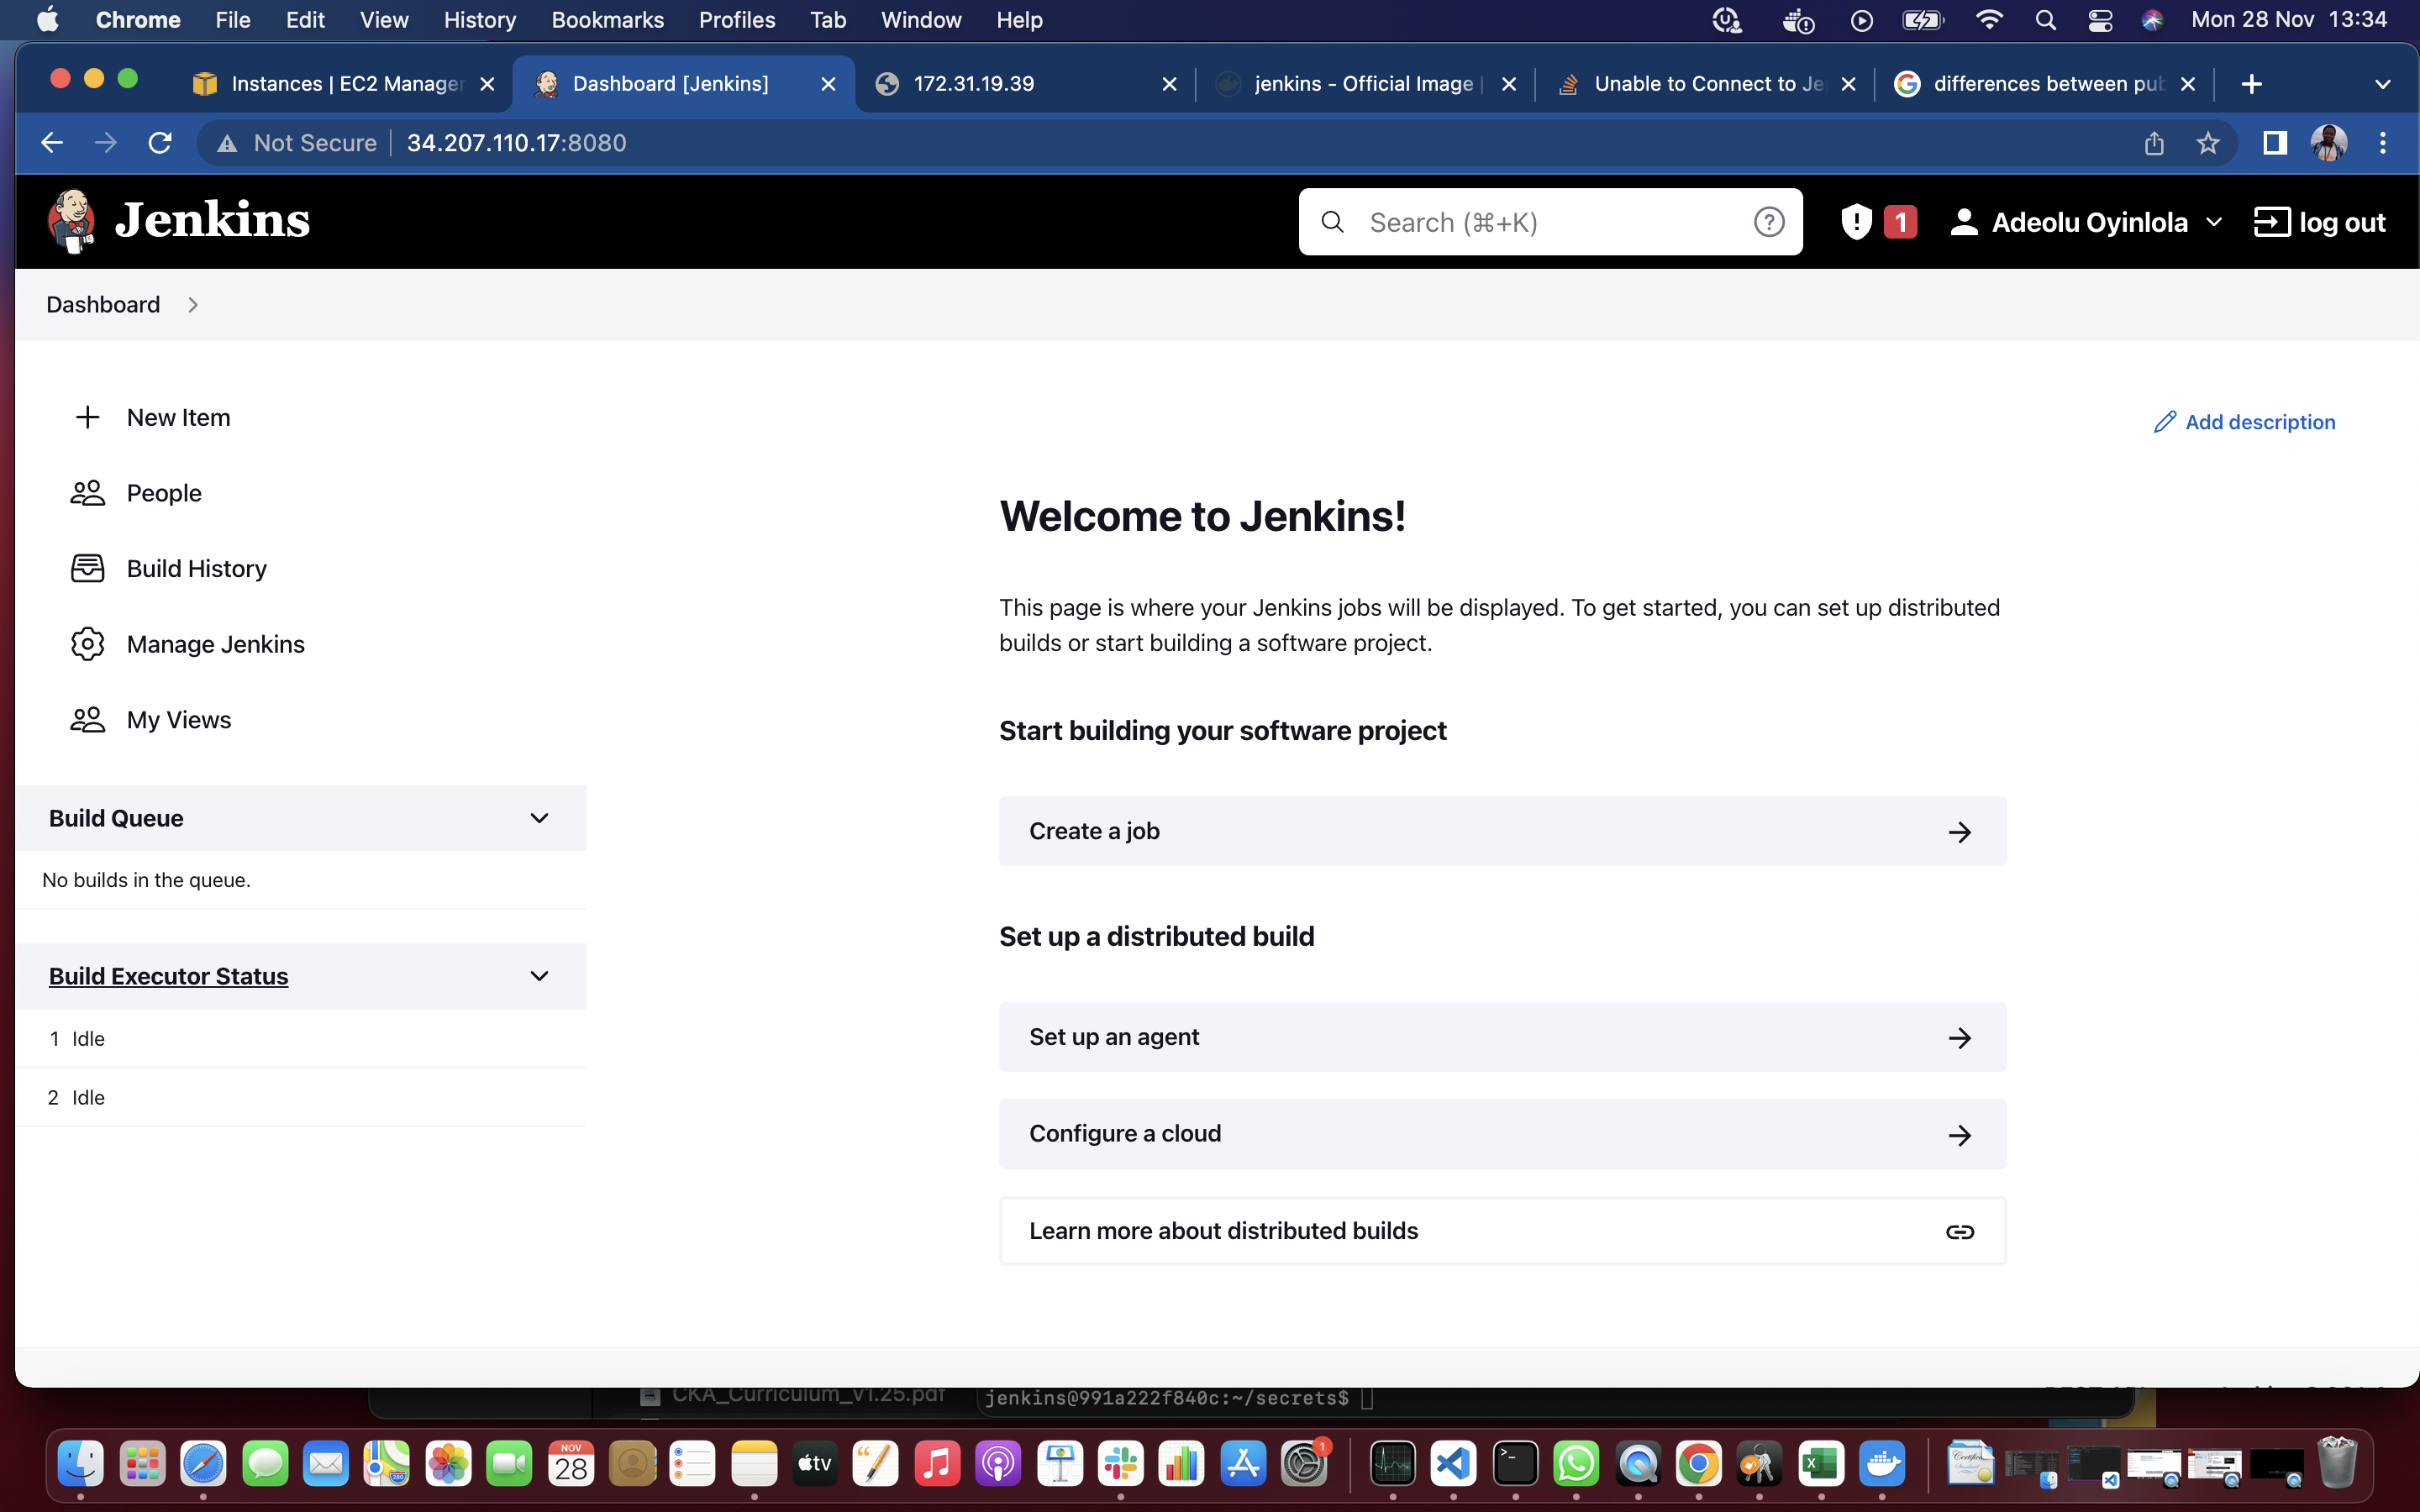 Chrome File Edit View History Bookmarks Profiles Tab Window Help Mon 28 Nov 13:34
Instances | EC2 Manager Dashboard [Jenkins] 172.31.19.39 jenkins - Official Image | Unable to Connect to Je differences between pub
Not Secure 34.207.110.17:8080
Jenkins Search (⌘+K) ? 1 Adeolu Oyinlola log out
Dashboard
New Item
Add description
People
Welcome to Jenkins!
Build History
This page is where your Jenkins jobs will be displayed. To get started, you can set up distributed
builds or start building a software project.
Manage Jenkins
My Views
Start building your software project
Build Queue
Create a job
No builds in the queue.
Set up a distributed build
Build Executor Status
1 Idle
Set up an agent
2 Idle
Configure a cloud
Learn more about distributed builds
CKA_Curriculum_v1.25.pdf jenkins@991a222f840c:~/secrets$
NOV
28
tv
1